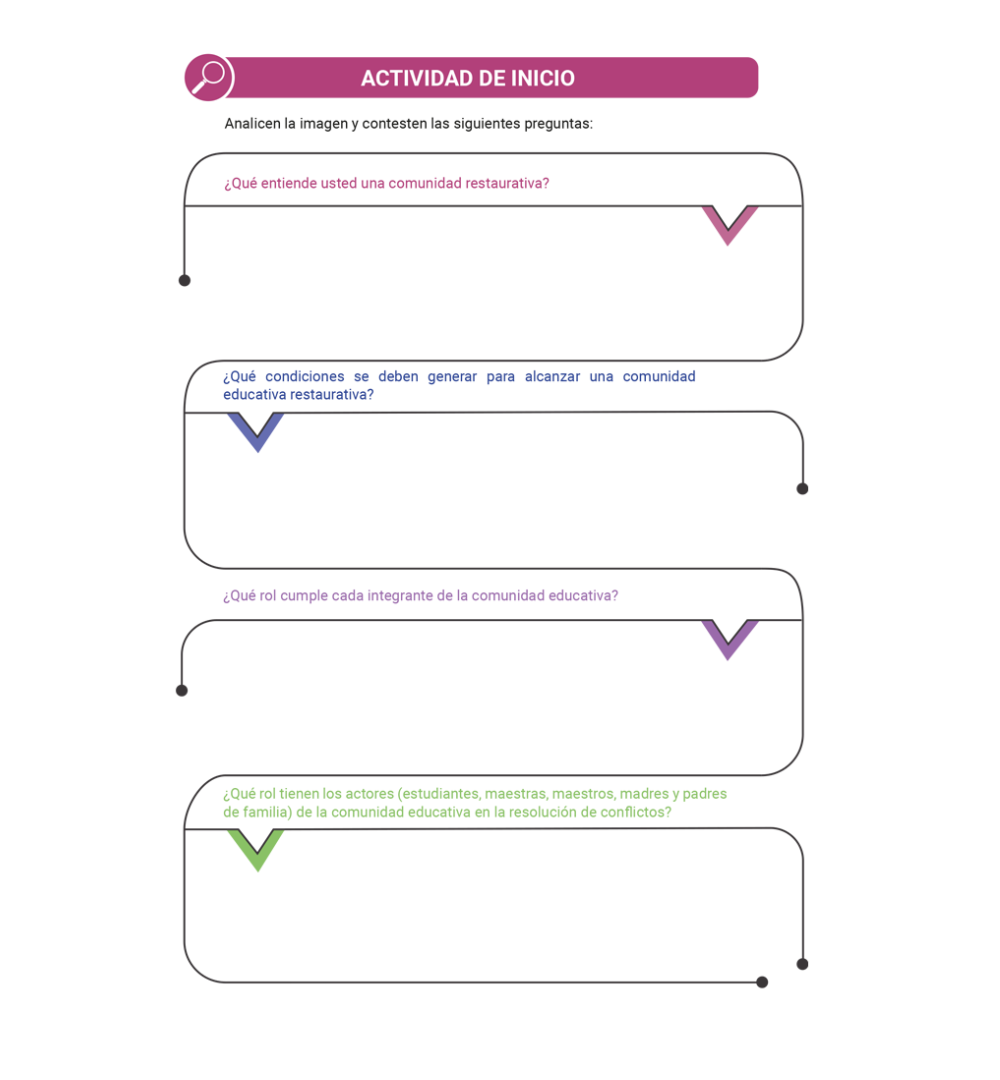 ACTIVIDAD DE INICIO
Analicen la imagen y contesten las siguientes preguntas:
¿Qué entiende usted una comunidad restaurativa?
¿Qué condiciones se deben generar para alcanzar una comunidad
educativa restaurativa?
¿Qué rol cumple cada integrante de la comunidad educativa?
¿Qué rol tienen los actores (estudiantes, maestras, maestros, madres y padres
de familia) de la comunidad educativa en la resolución de conflictos?